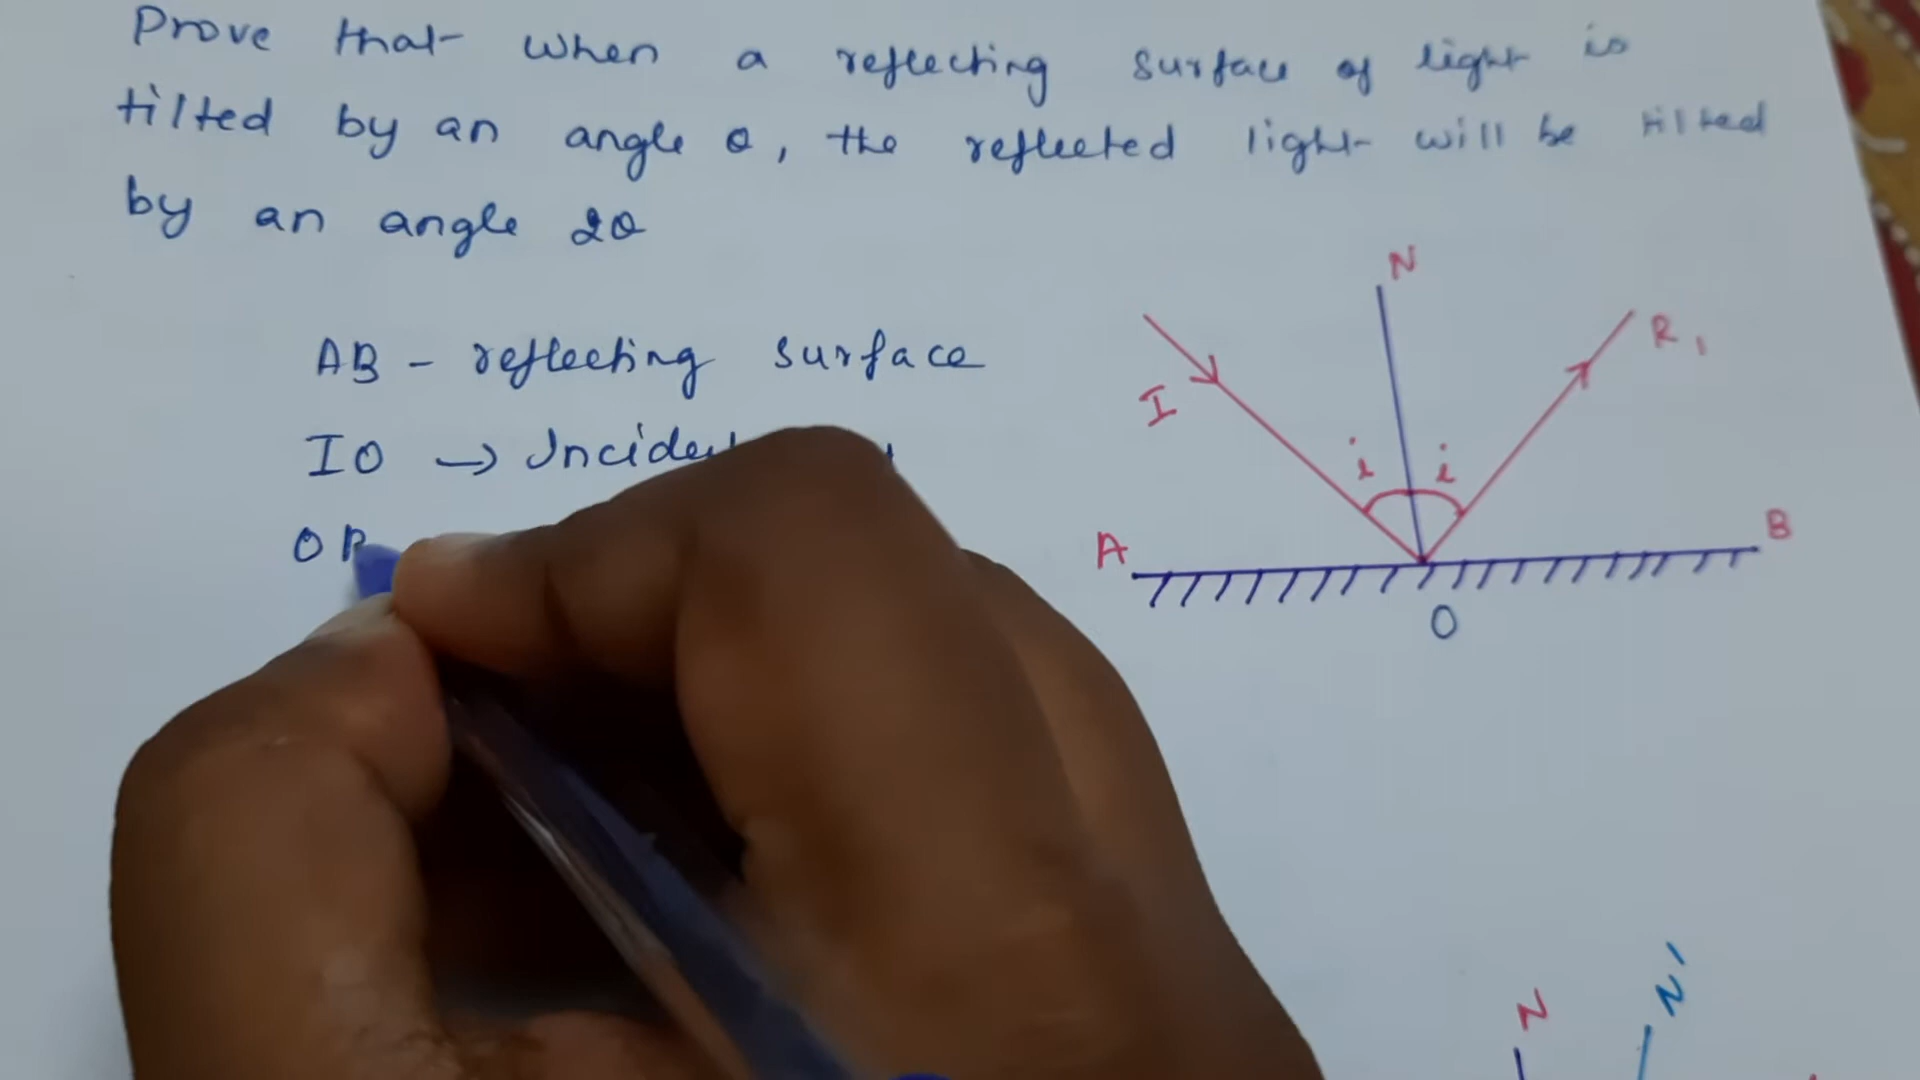 Prove that when a reflecting surface of light is
tilted by an angle θ, the reflected light will be tilted
by an angle 2θ
N
R1
I
i i
AB - reflecting surface
IO →
A
B
O
N
N'